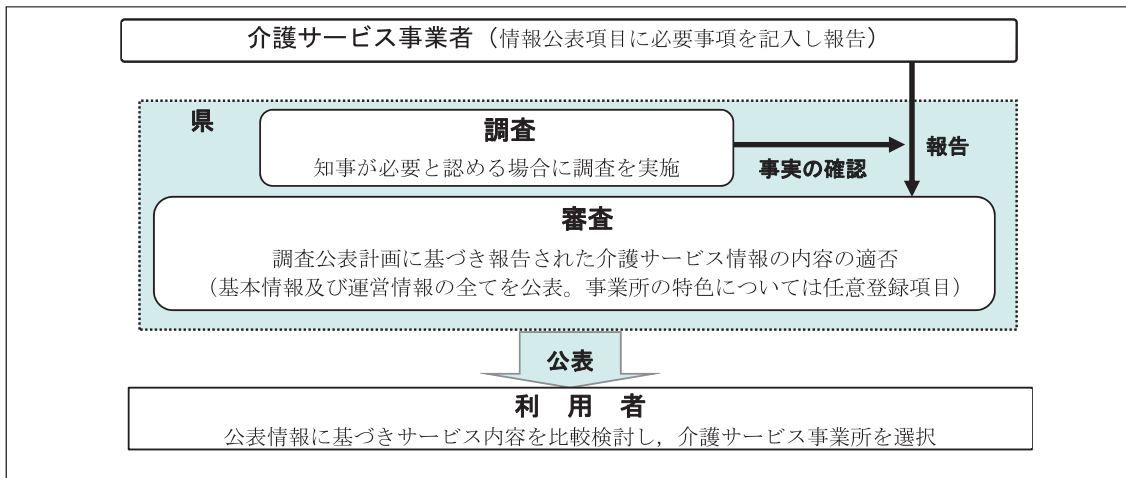 介護サービス事業者(情報公表項目に必要事項を記入し報告)
県
調査
知事が必要と認める場合に調査を実施
事実の確認
報告
審査
調査公表計画に基づき報告された介護サービス情報の内容の適否
(基本情報及び運営情報の全てを公表。事業所の特色については任意登録項目)
公表
利 用 者
公表情報に基づきサービス内容を比較検討し,介護サービス事業所を選択